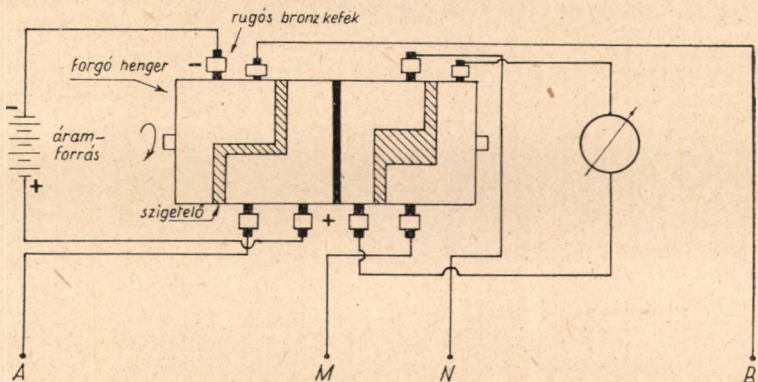 rugós bronz kefék
forgó henger
-
-
áram-
forrás
+
szigetelő
+
A
M
N
B